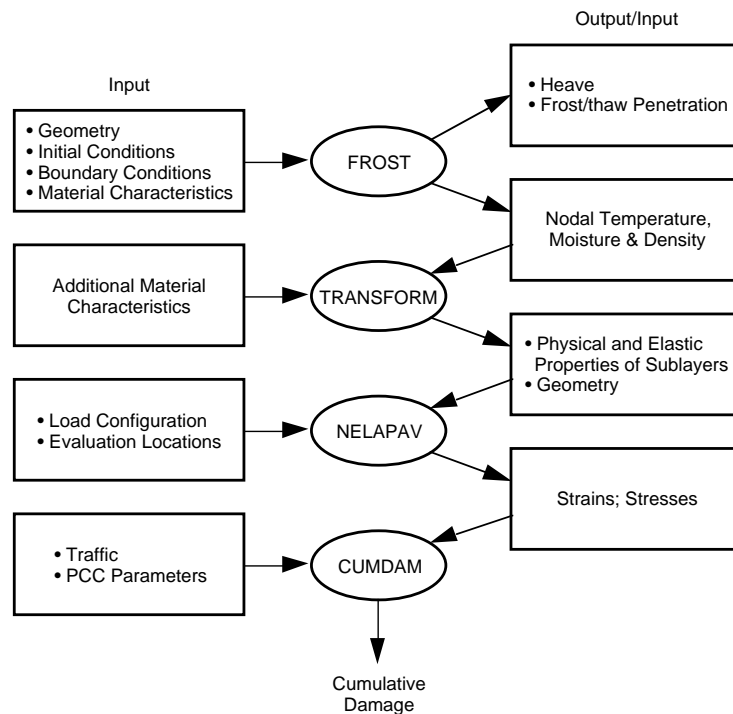 Output/Input
Input
• Heave
• Frost/thaw Penetration
• Geometry
• Initial Conditions
• Boundary Conditions
• Material Characteristics
FROST
Nodal Temperature,
Moisture & Density
Additional Material
Characteristics
TRANSFORM
• Physical and Elastic
Properties of Sublayers
• Geometry
• Load Configuration
• Evaluation Locations
NELAPAV
Strains; Stresses
• Traffic
• PCC Parameters
CUMDAM
Cumulative
Damage